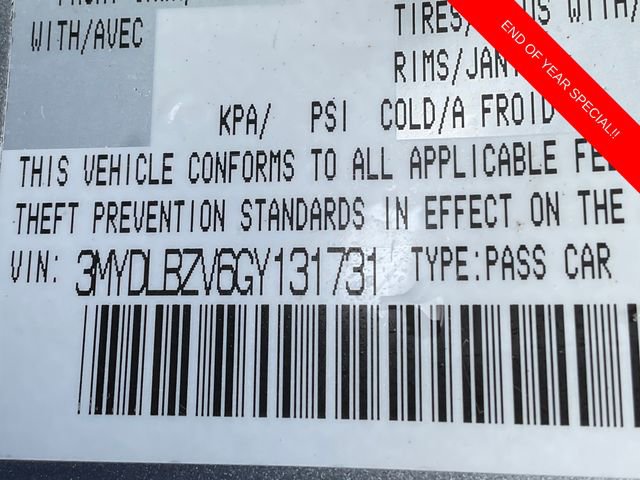 WITH/AVEC
TIRES/
WITH/
RIMS/JANT
KPA/ PSI COLD/A FROID
THIS VEHICLE CONFORMS TO ALL APPLICABLE FE
THEFT PREVENTION STANDARDS IN EFFECT ON THE
VIN: 3MYDLBZV6GY131731 TYPE:PASS CAR
END OF YEAR SPECIAL!!